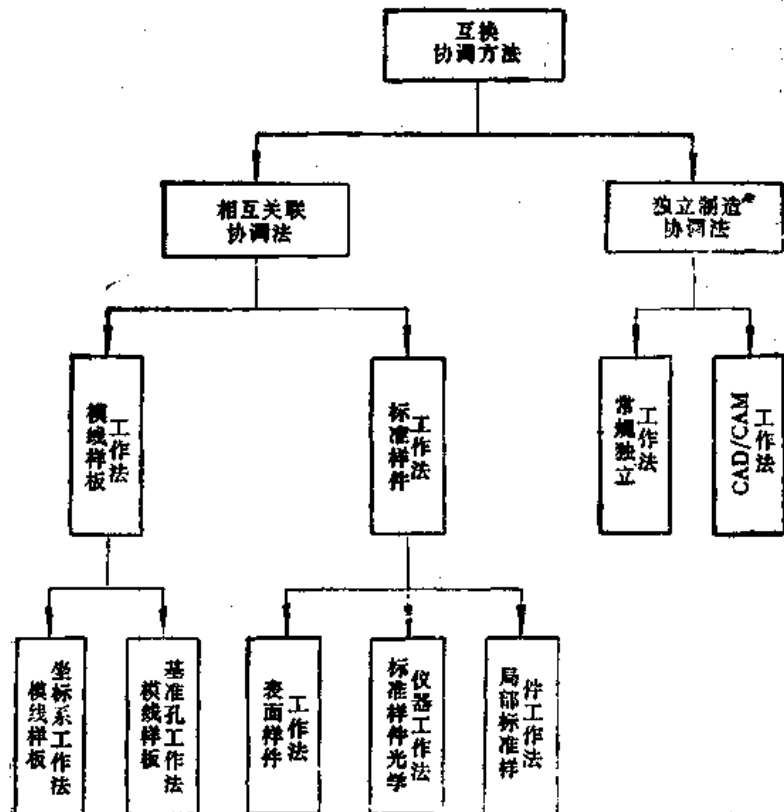 互换
协调方法
相互关联
协调法
独立制造*
协调法
模线样板
工作法
标准样件
工作法
常规独立
工作法
CAD/CAM
工作法
模线样板
坐标系工作法
模线样板
基准孔工作法
表面样件
工作法
标准样件光学
仪器工作法
局部标准样
件工作法